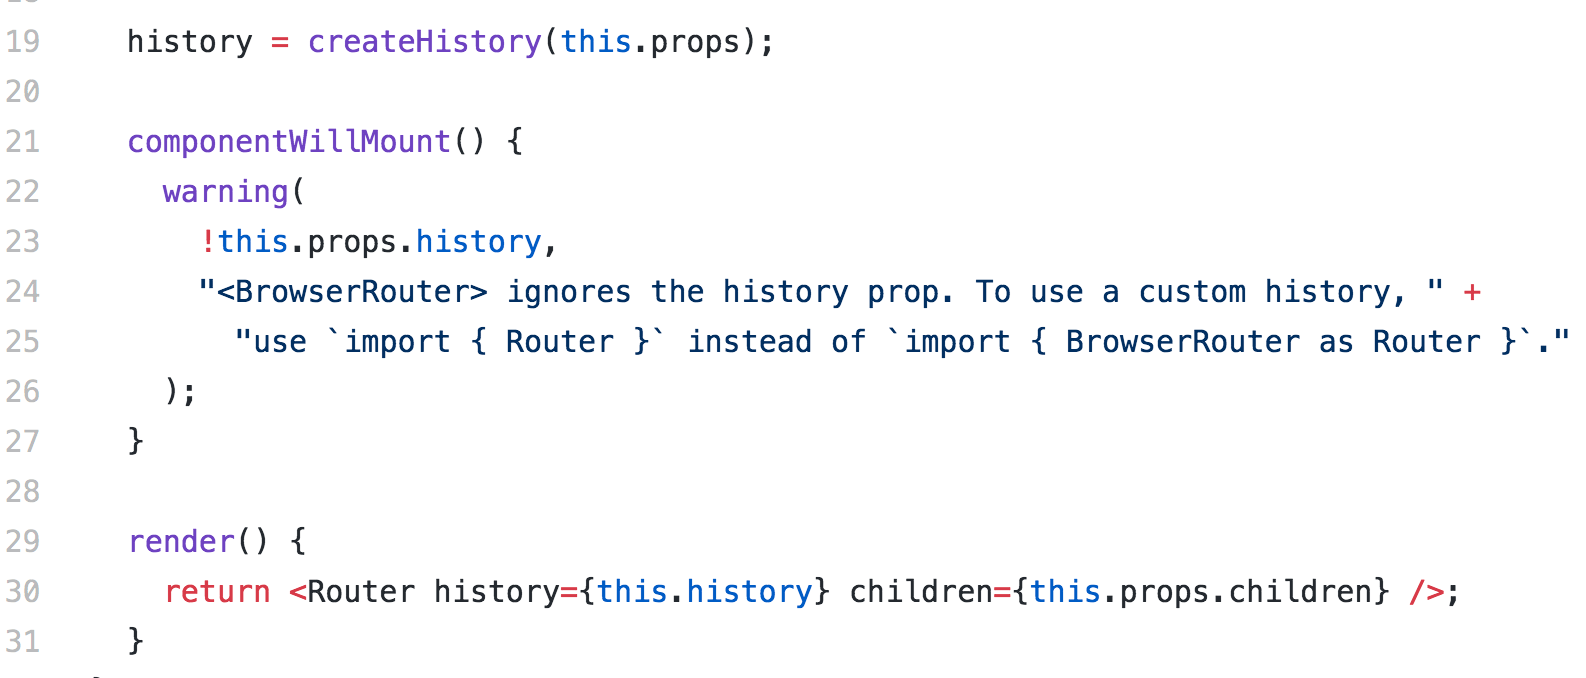 19 history = createHistory(this.props);
20
21 componentWillMount() {
22 warning(
23 !this.props.history,
24 "<BrowserRouter> ignores the history prop. To use a custom history, " +
25 "use `import { Router }` instead of `import { BrowserRouter as Router }`."
26 );
27 }
28
29 render() {
30 return <Router history={this.history} children={this.props.children} />;
31 }